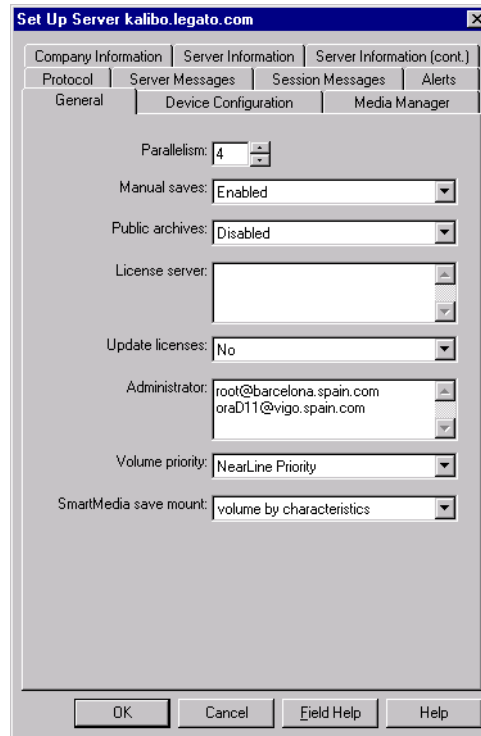 Set Up Server kalibo.legato.com
Company Information Server Information Server Information (cont.)
Protocol Server Messages Session Messages Alerts
General Device Configuration Media Manager
Parallelism: 4
Manual saves: Enabled
Public archives: Disabled
License server:
Update licenses: No
Administrator: root@barcelona.spain.com
oraD11@vigo.spain.com
Volume priority: NearLine Priority
SmartMedia save mount: volume by characteristics
OK Cancel Field Help Help